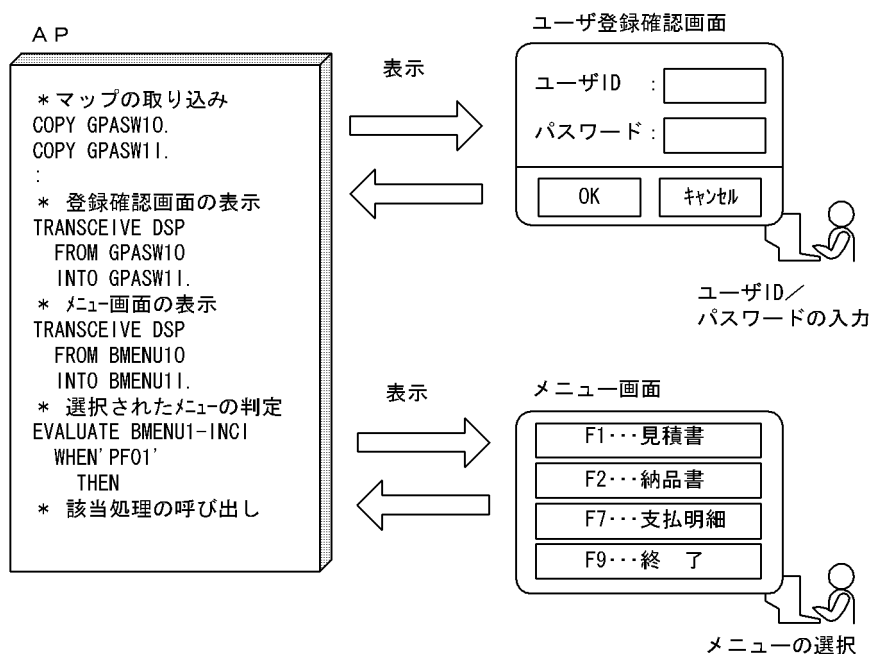 ＡＰ
＊マップの取り込み
COPY GPASW1O.
COPY GPASW1I.
:
＊ 登録確認画面の表示
TRANSCEIVE DSP
FROM GPASW1O
INTO GPASW1I.
＊ ﾒﾆｭｰ画面の表示
TRANSCEIVE DSP
FROM BMENU1O
INTO BMENU1I.
＊ 選択されたﾒﾆｭｰの判定
EVALUATE BMENU1-INCI
WHEN'PF01'
THEN
＊ 該当処理の呼び出し
表示
ユーザ登録確認画面
ユーザID :
パスワード :
OK ｷｬﾝｾﾙ
ユーザID／
パスワードの入力
表示
メニュー画面
F1･･･見積書
F2･･･納品書
F7･･･支払明細
F9･･･終　了
メニューの選択